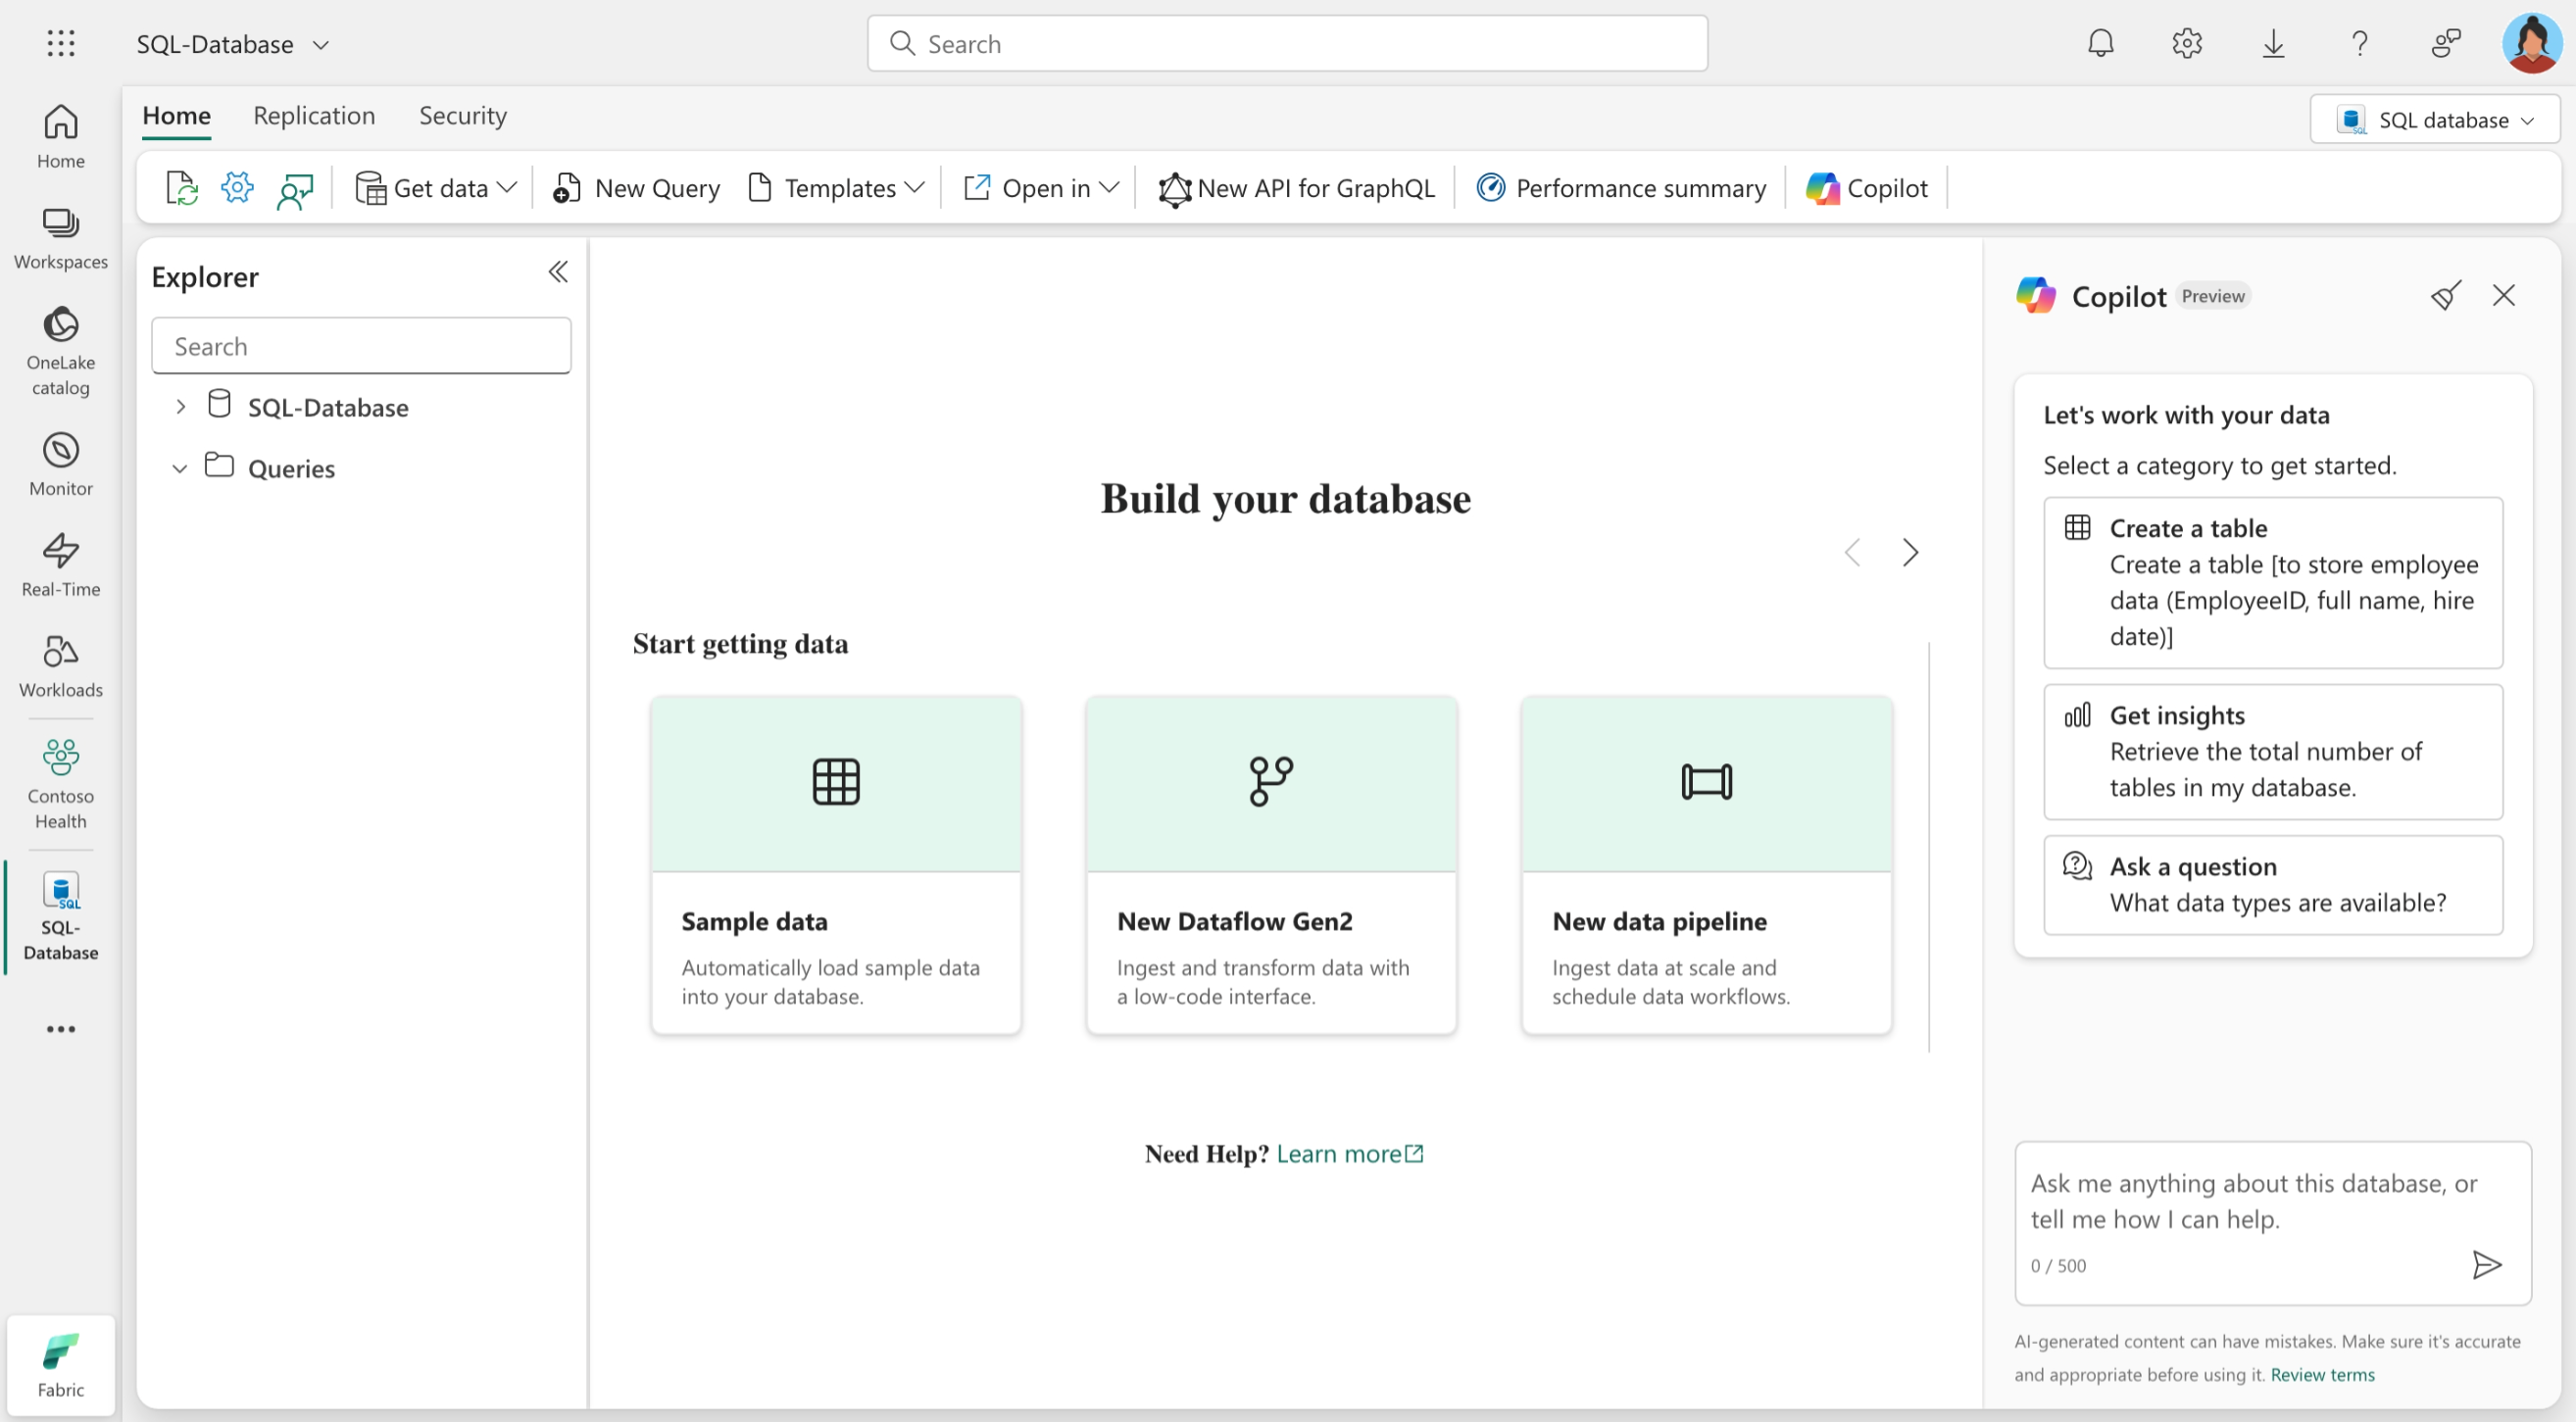 SQL-Database
Search
Home
Workspaces
OneLake
catalog
Monitor
Real-Time
Workloads
Contoso
Health
SQL
SQL-
Database
Fabric
Home Replication Security
SQL
SQL database
Get data
New Query
Templates
Open in
New API for GraphQL
Performance summary
Copilot
Explorer
Search
SQL-Database
Queries
Build your database
Start getting data
Sample data
Automatically load sample data
into your database.
New Dataflow Gen2
Ingest and transform data with
a low-code interface.
New data pipeline
Ingest data at scale and
schedule data workflows.
Need Help? Learn more
Copilot Preview
Let's work with your data
Select a category to get started.
Create a table
Create a table [to store employee
data (EmployeeID, full name, hire
date)]
Get insights
Retrieve the total number of
tables in my database.
Ask a question
What data types are available?
Ask me anything about this database, or
tell me how I can help.
0 / 500
AI-generated content can have mistakes. Make sure it's accurate
and appropriate before using it. Review terms